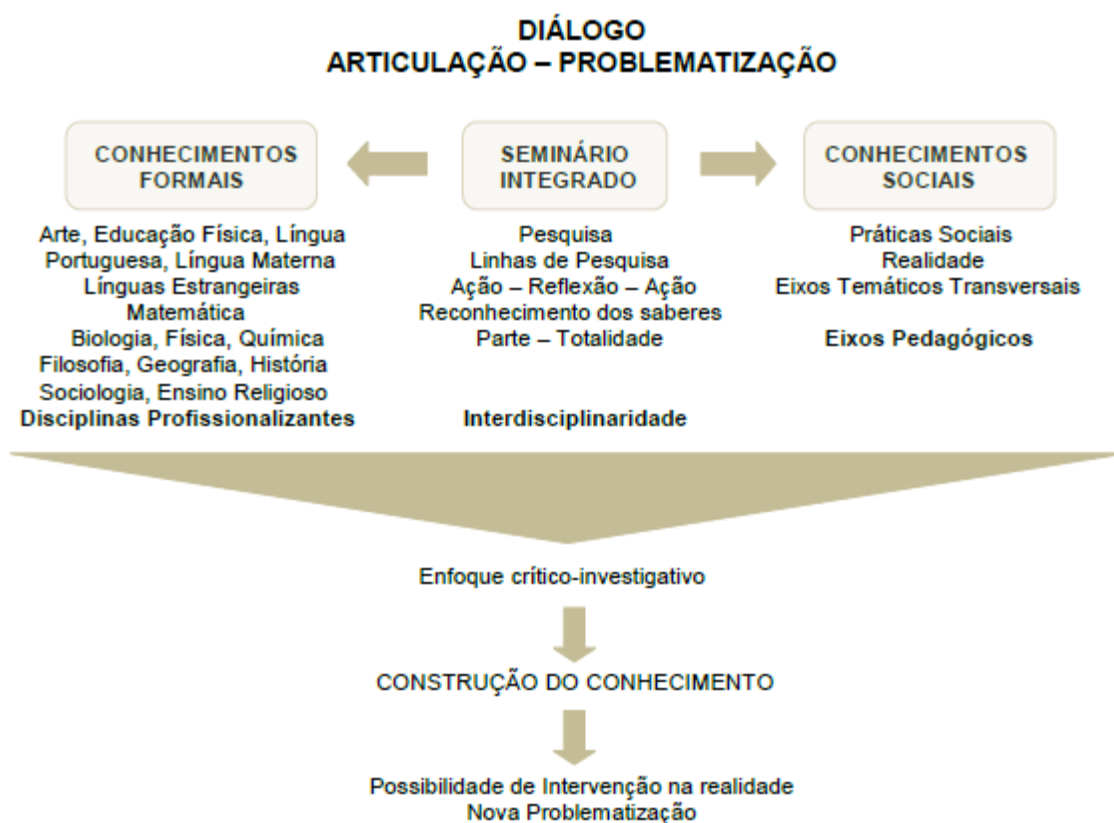 DIÁLOGO
ARTICULAÇÃO – PROBLEMATIZAÇÃO
CONHECIMENTOS
FORMAIS
Arte, Educação Física, Língua
Portuguesa, Língua Materna
Línguas Estrangeiras
Matemática
Biologia, Física, Química
Filosofia, Geografia, História
Sociologia, Ensino Religioso
Disciplinas Profissionalizantes
SEMINÁRIO
INTEGRADO
Pesquisa
Linhas de Pesquisa
Ação – Reflexão – Ação
Reconhecimento dos saberes
Parte – Totalidade
Interdisciplinaridade
CONHECIMENTOS
SOCIAIS
Práticas Sociais
Realidade
Eixos Temáticos Transversais
Eixos Pedagógicos
Enfoque crítico-investigativo
CONSTRUÇÃO DO CONHECIMENTO
Possibilidade de Intervenção na realidade
Nova Problematização